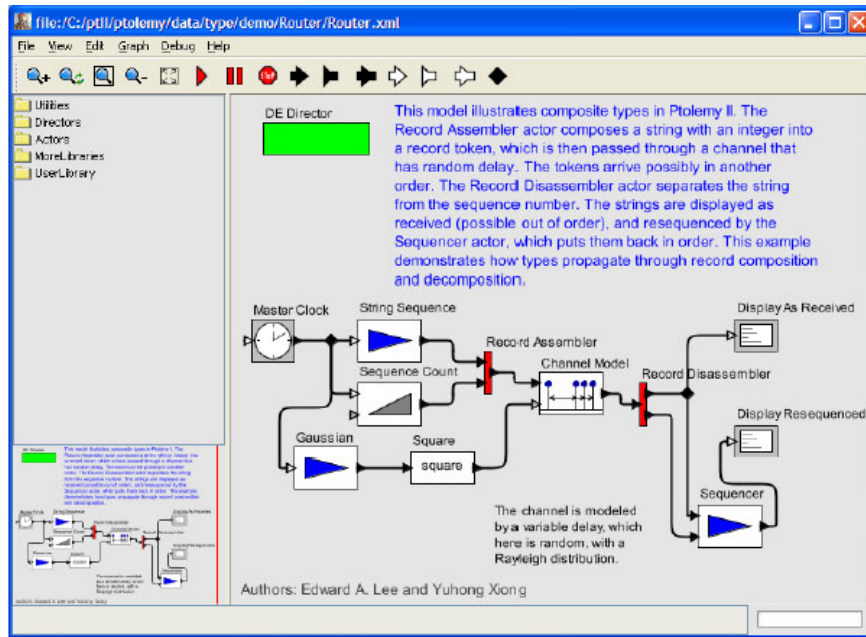 file:/C:/ptII/ptolemy/data/type/demo/Router/Router.xml
File View Edit Graph Debug Help
Utilities
Directors
Actors
MoreLibraries
UserLibrary
DE Director
This model illustrates composite types in Ptolemy II. The
Record Assembler actor composes a string with an integer into
a record token, which is then passed through a channel that
has random delay. The tokens arrive possibly in another
order. The Record Disassembler actor separates the string
from the sequence number. The strings are displayed as
received (possible out of order), and resequenced by the
Sequencer actor, which puts them back in order. This example
demonstrates how types propagate through record composition
and decomposition.
Master Clock
String Sequence
Display As Received
Record Assembler
Sequence Count
Channel Model
Record Disassembler
Display Resequenced
Gaussian
Square
square
Sequencer
The channel is modeled
by a variable delay, which
here is random, with a
Rayleigh distribution.
Authors: Edward A. Lee and Yuhong Xiong